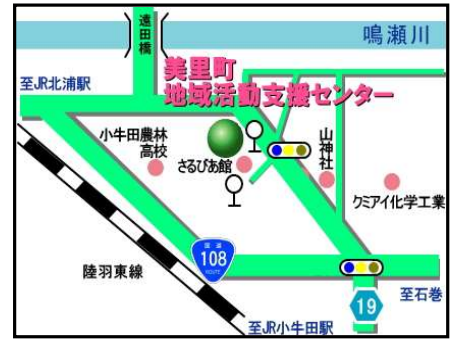 遠田橋
鳴瀬川
美里町
地域活動支援センター
至JR北浦駅
小牛田農林
高校
さるびあ館
山神社
クミアイ化学工業
国道
108
ROUTE
陸羽東線
19
至石巻
至JR小牛田駅